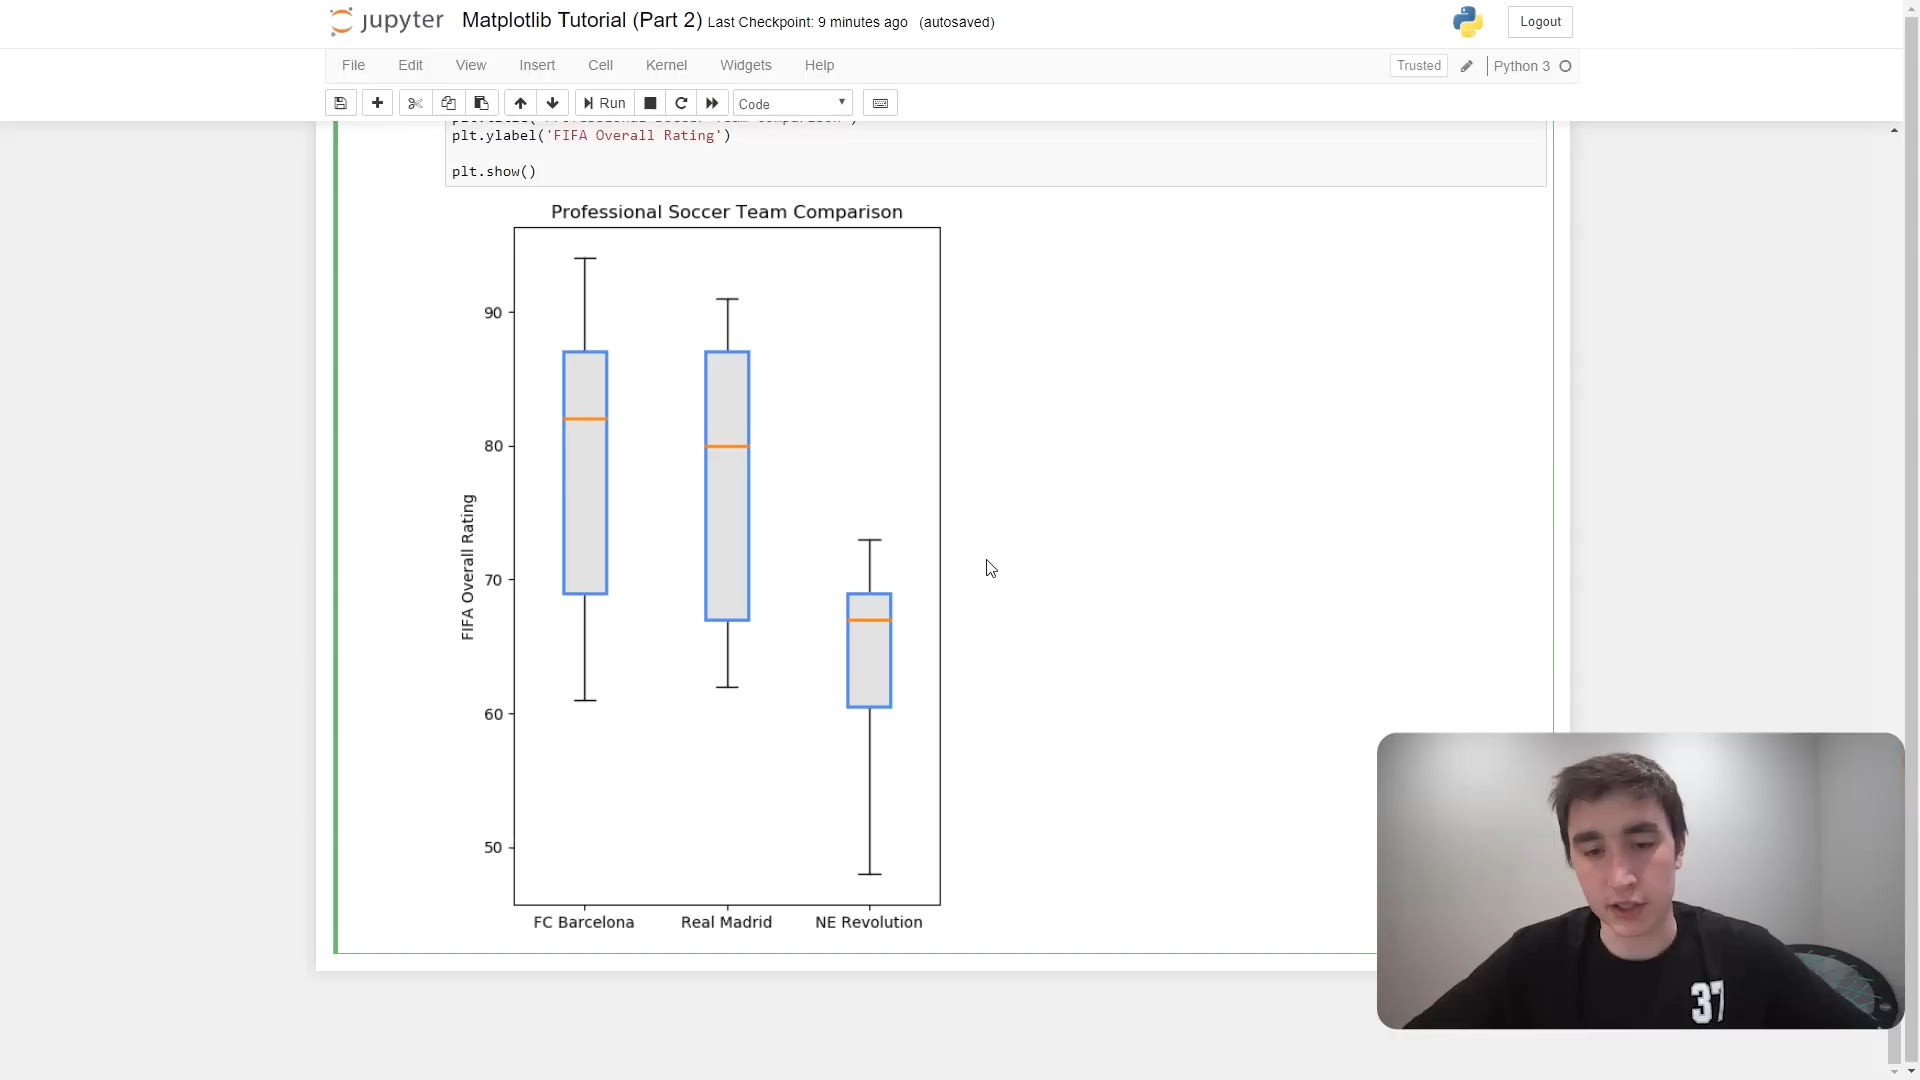 jupyter Matplotlib Tutorial (Part 2) Last Checkpoint: 9 minutes ago (autosaved)
Logout
File Edit View Insert Cell Kernel Widgets Help
Trusted Python 3
Run Code
plt.ylabel('FIFA Overall Rating')
plt.show()
Professional Soccer Team Comparison
90
80
70
60
50
FIFA Overall Rating
FC Barcelona Real Madrid NE Revolution
37